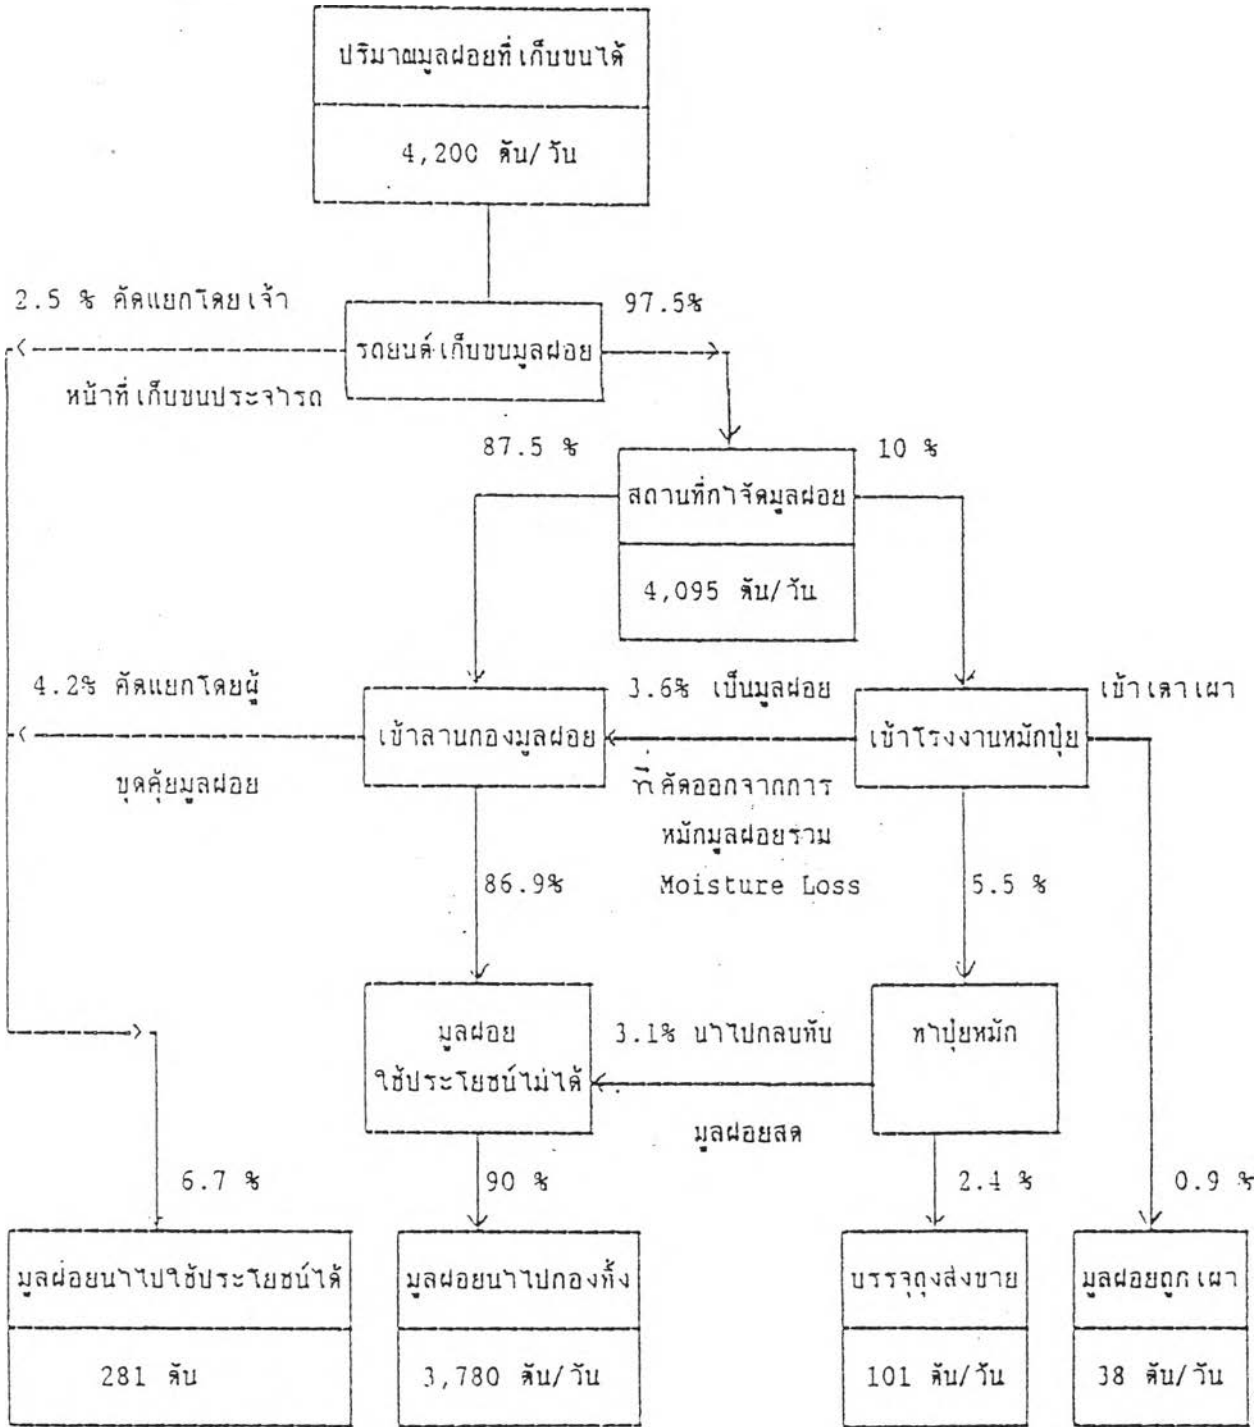 ปริมาณมูลฝอยที่เก็บขนได้
4,200 ตัน/วัน
2.5 % คัดแยกโดยเจ้า
97.5%
รถยนต์เก็บขนมูลฝอย
หน้าที่เก็บขนประจำรถ
87.5 %
10 %
สถานที่กำจัดมูลฝอย
4,095 ตัน/วัน
4.2% คัดแยกโดยผู้
3.6% เป็นมูลฝอย
เข้าเตาเผา
เข้าลานกองมูลฝอย
เข้าโรงงานหมักปุ๋ย
ขุดคุ้ยมูลฝอย
ที่คัดออกจากการ
หมักมูลฝอยรวม
86.9%
Moisture Loss
5.5 %
มูลฝอย
3.1% นำไปกลบทับ
ทำปุ๋ยหมัก
ใช้ประโยชน์ไม่ได้
มูลฝอยสด
6.7 %
90 %
2.4 %
0.9 %
มูลฝอยนำไปใช้ประโยชน์ได้
มูลฝอยนำไปกองทิ้ง
บรรจุถุงส่งขาย
มูลฝอยถูกเผา
281 ตัน
3,780 ตัน/วัน
101 ตัน/วัน
38 ตัน/วัน